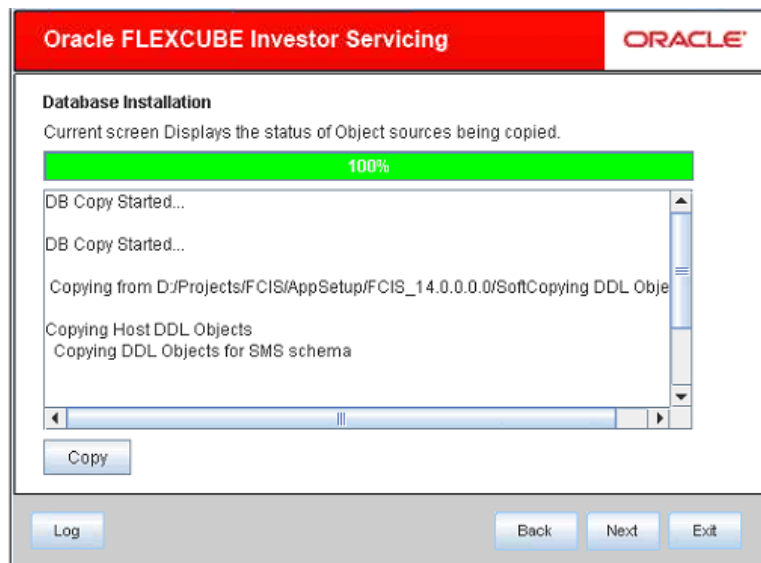 Oracle FLEXCUBE Investor Servicing
ORACLE
Database Installation
Current screen Displays the status of Object sources being copied.
100%
DB Copy Started...
DB Copy Started...
Copying from D:/Projects/FCIS/AppSetup/FCIS_14.0.0.0.0/SoftCopying DDL Obje
Copying Host DDL Objects
Copying DDL Objects for SMS schema
Copy
Log
Back
Next
Exit